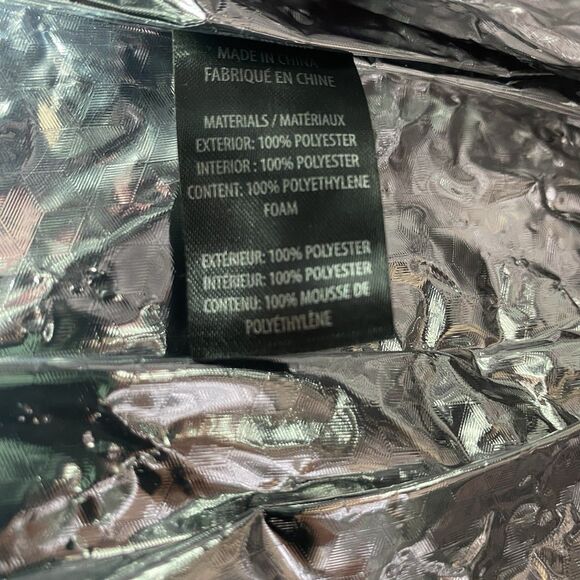 MADE IN CHINA
FABRIQUÉ EN CHINE
MATERIALS / MATÉRIAUX
EXTERIOR: 100% POLYESTER
INTERIOR : 100% POLYESTER
CONTENT: 100% POLYETHYLENE
FOAM
EXTÉRIEUR: 100% POLYESTER
INTÉRIEUR: 100% POLYESTER
CONTENU: 100% MOUSSE DE
POLYÉTHYLÈNE